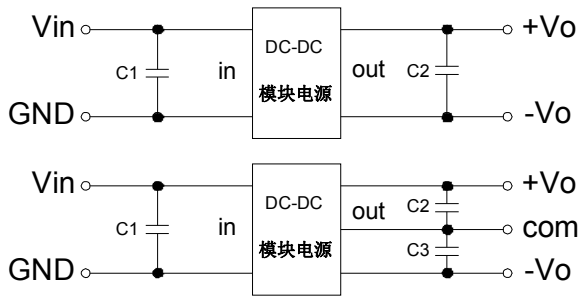 Vin
+Vo
DC-DC
C1
in
out
C2
模块电源
GND
-Vo
Vin
+Vo
DC-DC
C2
out
C1
in
com
模块电源
C3
GND
-Vo